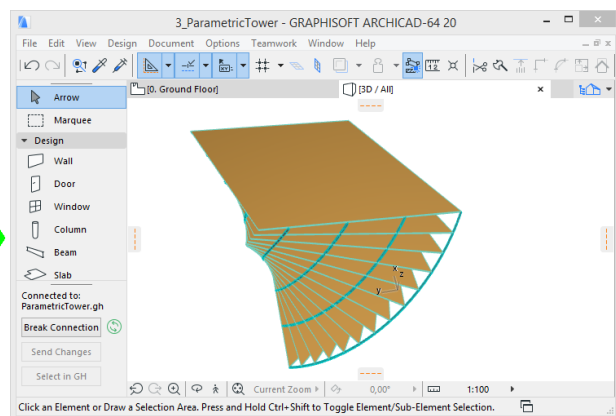 3_ParametricTower - GRAPHISOFT ARCHICAD-64 20
File Edit View Design Document Options Teamwork Window Help
Arrow
[0. Ground Floor]
[3D / All]
Marquee
Design
Wall
Door
Window
Column
Beam
Slab
x
z
y
Connected to:
ParametricTower.gh
Break Connection
Send Changes
Select in GH
Current Zoom
0,00°
1:100
Click an Element or Draw a Selection Area. Press and Hold Ctrl+Shift to Toggle Element/Sub-Element Selection.